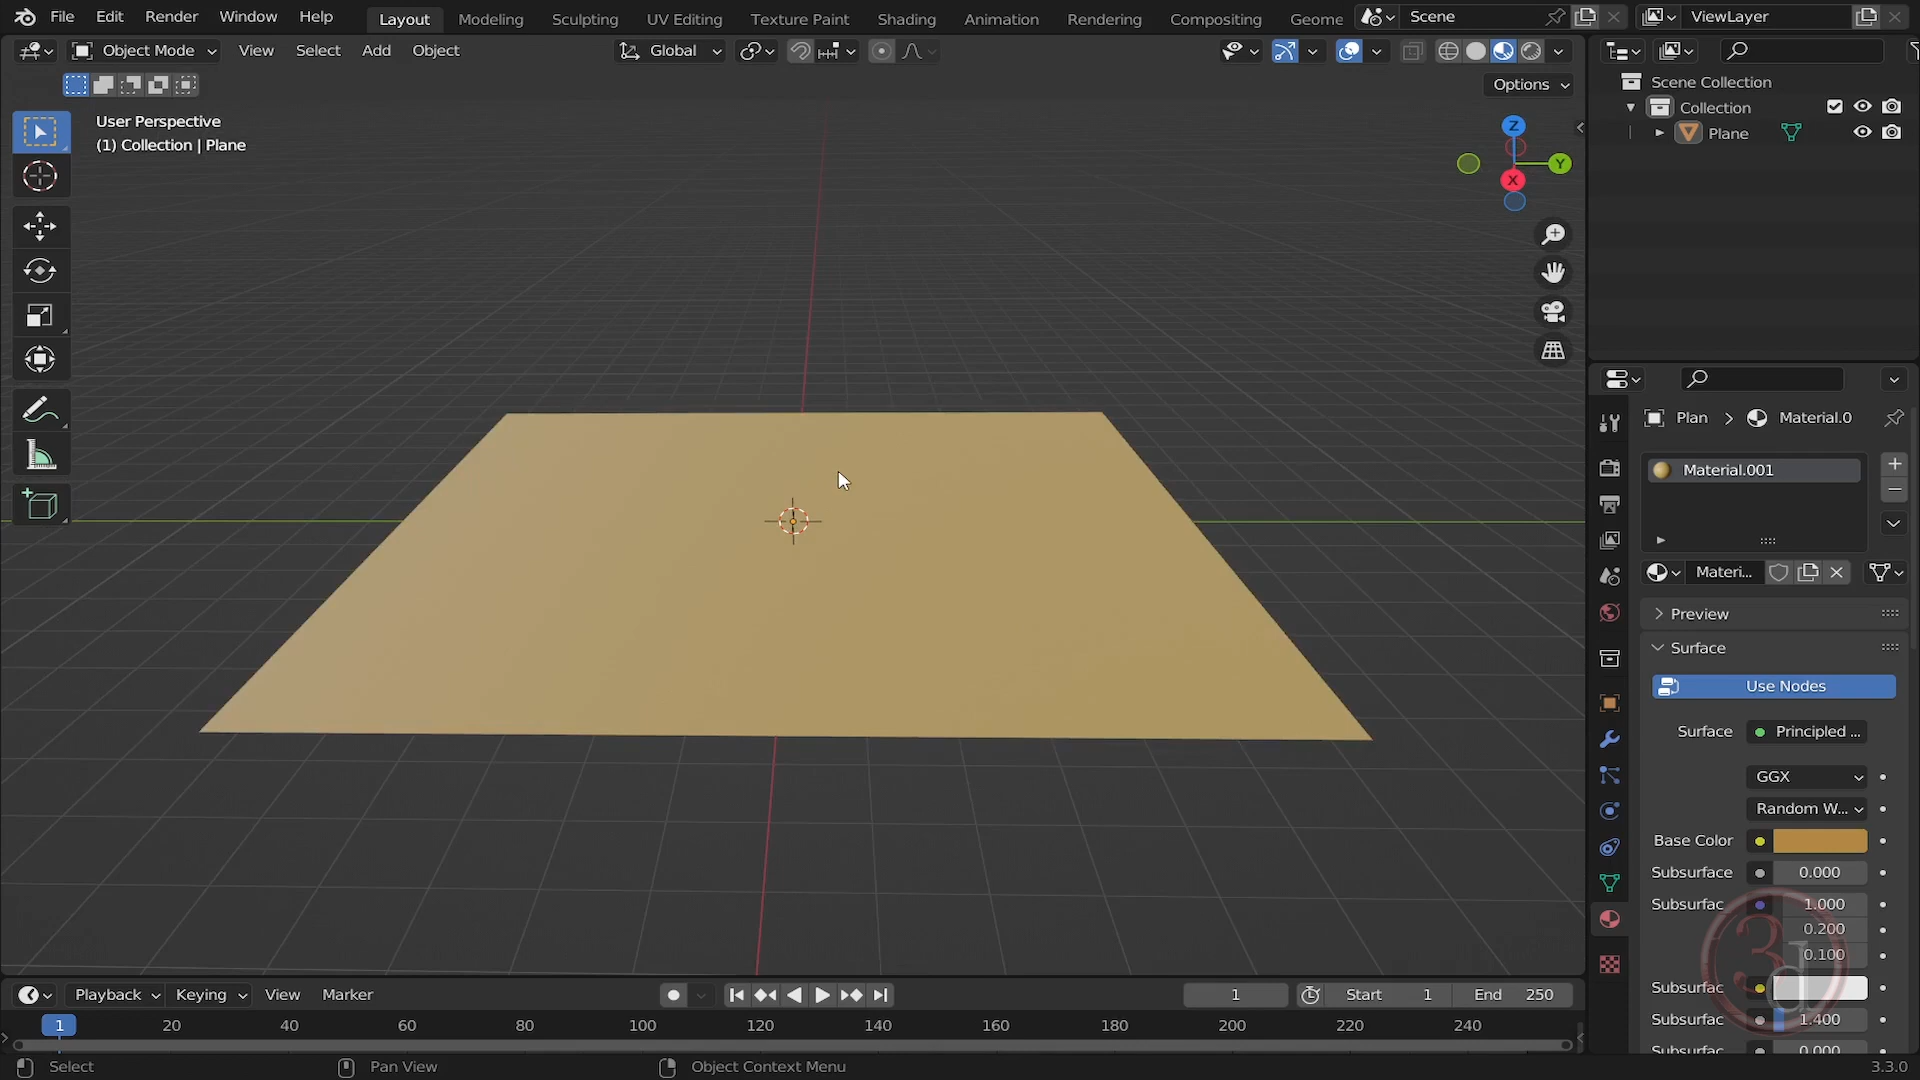 File Edit Render Window Help Layout Modeling Sculpting UV Editing Texture Paint Shading Animation Rendering Compositing Geome Scene ViewLayer
Object Mode View Select Add Object Global
Options
User Perspective
(1) Collection | Plane
Z
Y
X
Scene Collection
Collection
Plane
Plan > Material.0
Material.001
Materi...
Preview
Surface
Use Nodes
Surface Principled ...
GGX
Random W...
Base Color
Subsurface 0.000
Subsurfac 1.000
0.200
0.100
Subsurfac
Subsurfac 1.400
Subsurfac 0.000
3d
Playback Keying View Marker 1 Start 1 End 250
1 20 40 60 80 100 120 140 160 180 200 220 240
Select Pan View Object Context Menu 3.3.0